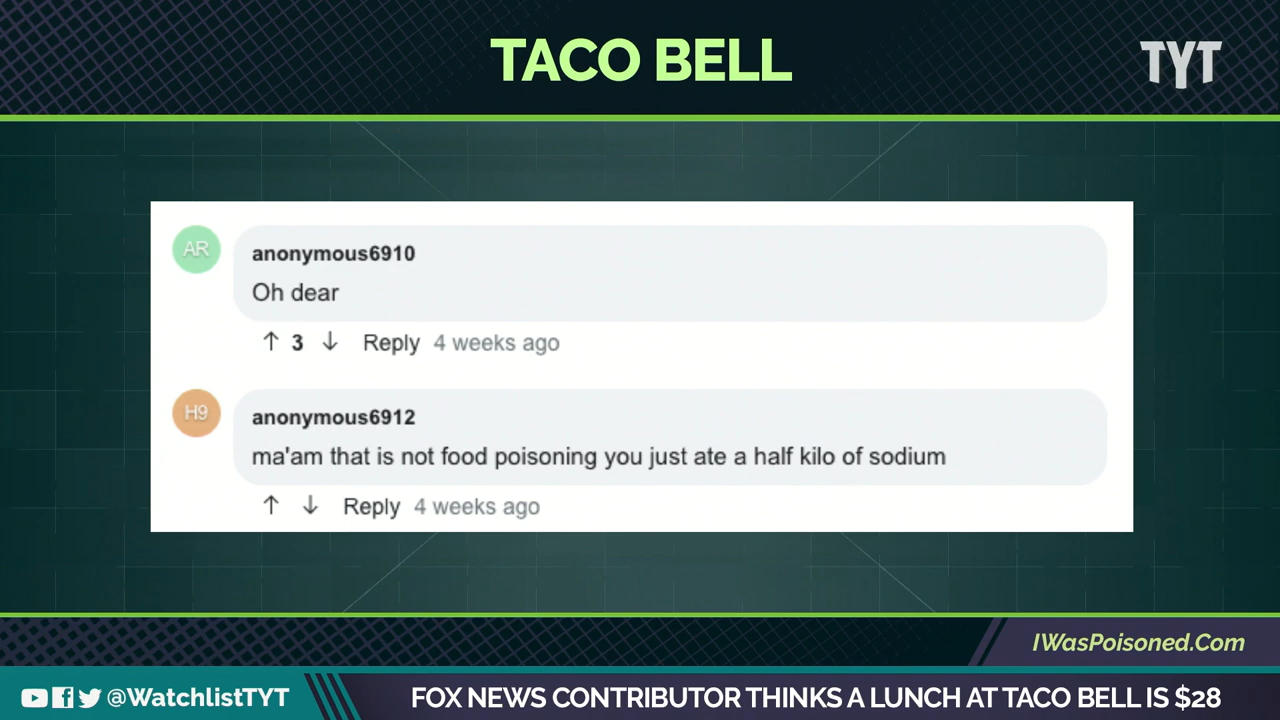 TACO BELL
TYT
AR
anonymous6910
Oh dear
↑ 3 ↓ Reply 4 weeks ago
H9
anonymous6912
ma'am that is not food poisoning you just ate a half kilo of sodium
↑ ↓ Reply 4 weeks ago
IWasPoisoned.Com
@WatchlistTYT
FOX NEWS CONTRIBUTOR THINKS A LUNCH AT TACO BELL IS $28